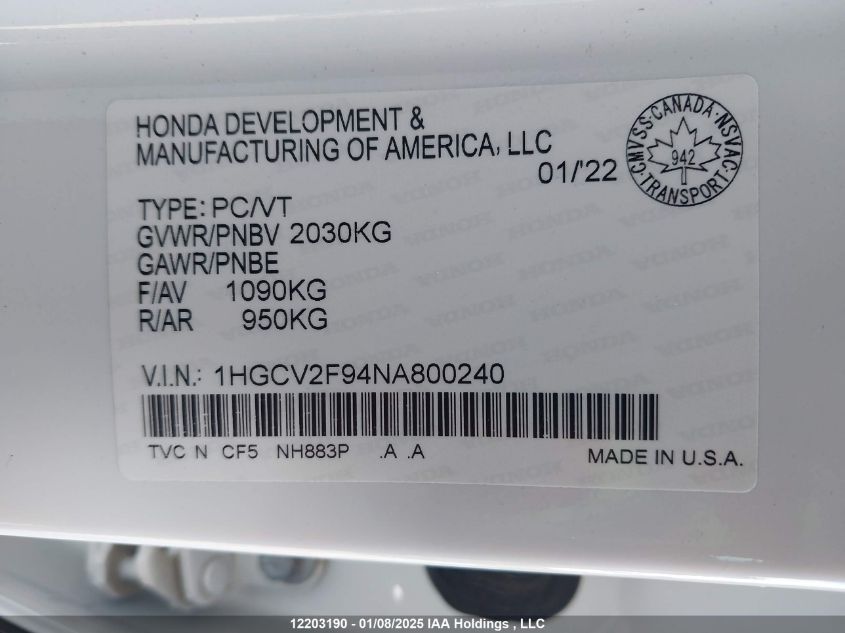 HONDA DEVELOPMENT &
MANUFACTURING OF AMERICA, LLC
01/'22
CMVSS · CANADA · NSVAC
942
· TRANSPORT ·
TYPE: PC/VT
GVWR/PNBV 2030KG
GAWR/PNBE
F/AV 1090KG
R/AR 950KG
V.I.N.: 1HGCV2F94NA800240
TVC N CF5 NH883P .A .A
MADE IN U.S.A.
12203190 - 01/08/2025 IAA Holdings , LLC